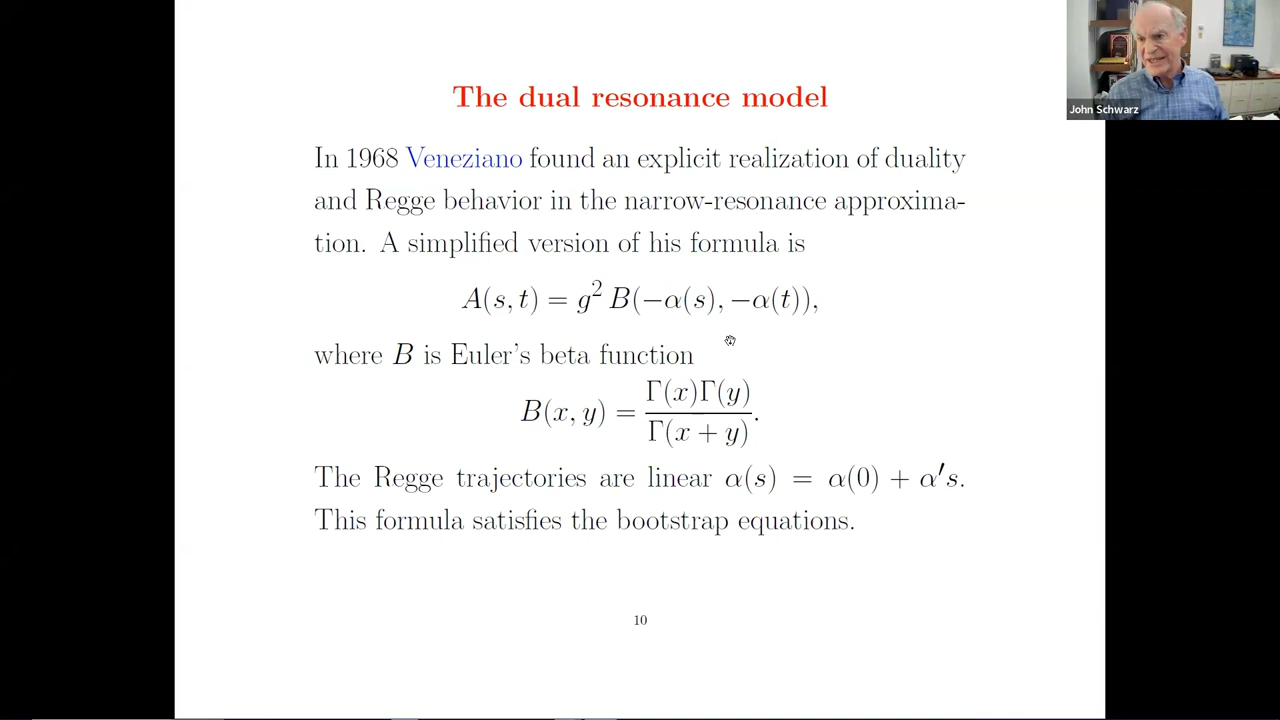 The dual resonance model
John Schwarz
In 1968 Veneziano found an explicit realization of duality
and Regge behavior in the narrow-resonance approxima-
tion. A simplified version of his formula is
A(s, t) = g² B(−α(s), −α(t)),
where B is Euler's beta function
B(x, y) = Γ(x)Γ(y) / Γ(x + y).
The Regge trajectories are linear α(s) = α(0) + α′s.
This formula satisfies the bootstrap equations.
10